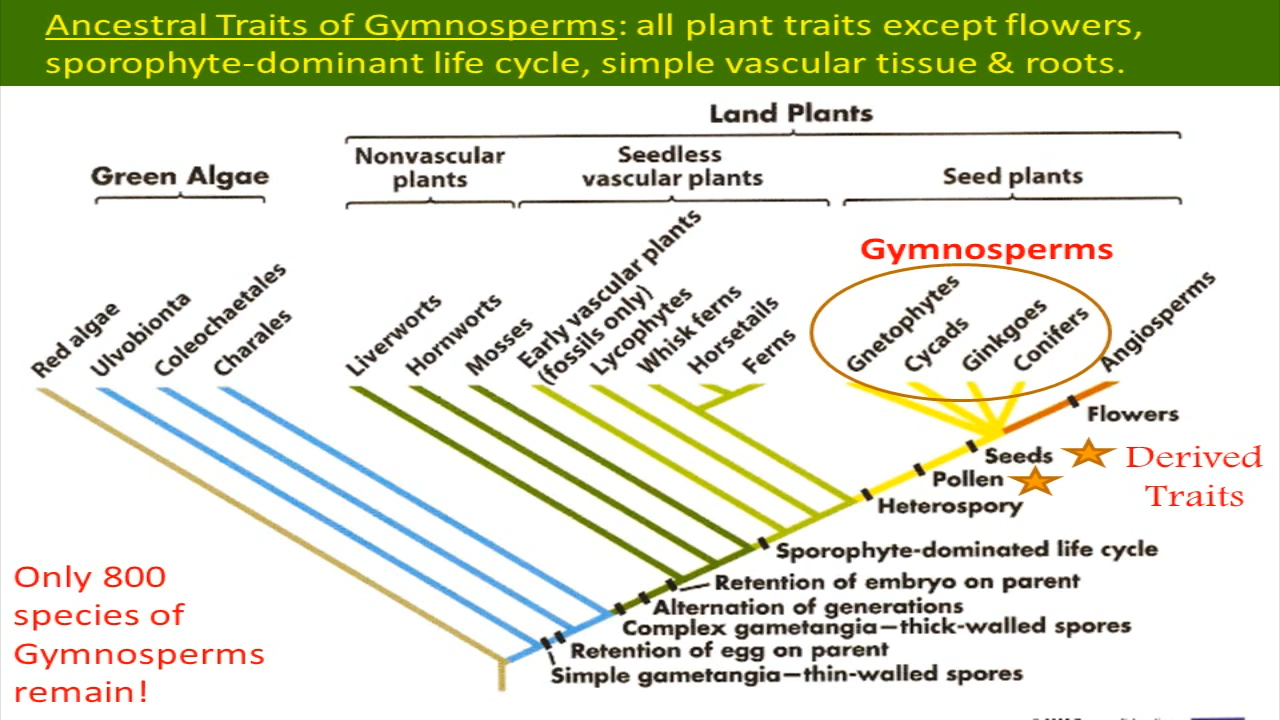 Ancestral Traits of Gymnosperms: all plant traits except flowers,
sporophyte-dominant life cycle, simple vascular tissue & roots.
Land Plants
Green Algae
Nonvascular
plants
Seedless
vascular plants
Seed plants
Gymnosperms
Red algae
Ulvobionta
Coleochaetales
Charales
Liverworts
Hornworts
Mosses
Early vascular plants
(fossils only)
Lycophytes
Whisk ferns
Horsetails
Ferns
Gnetophytes
Cycads
Ginkgoes
Conifers
Angiosperms
Flowers
Seeds
Pollen
Derived
Traits
Heterospory
Sporophyte-dominated life cycle
Retention of embryo on parent
Alternation of generations
Complex gametangia—thick-walled spores
Retention of egg on parent
Simple gametangia—thin-walled spores
Only 800
species of
Gymnosperms
remain!